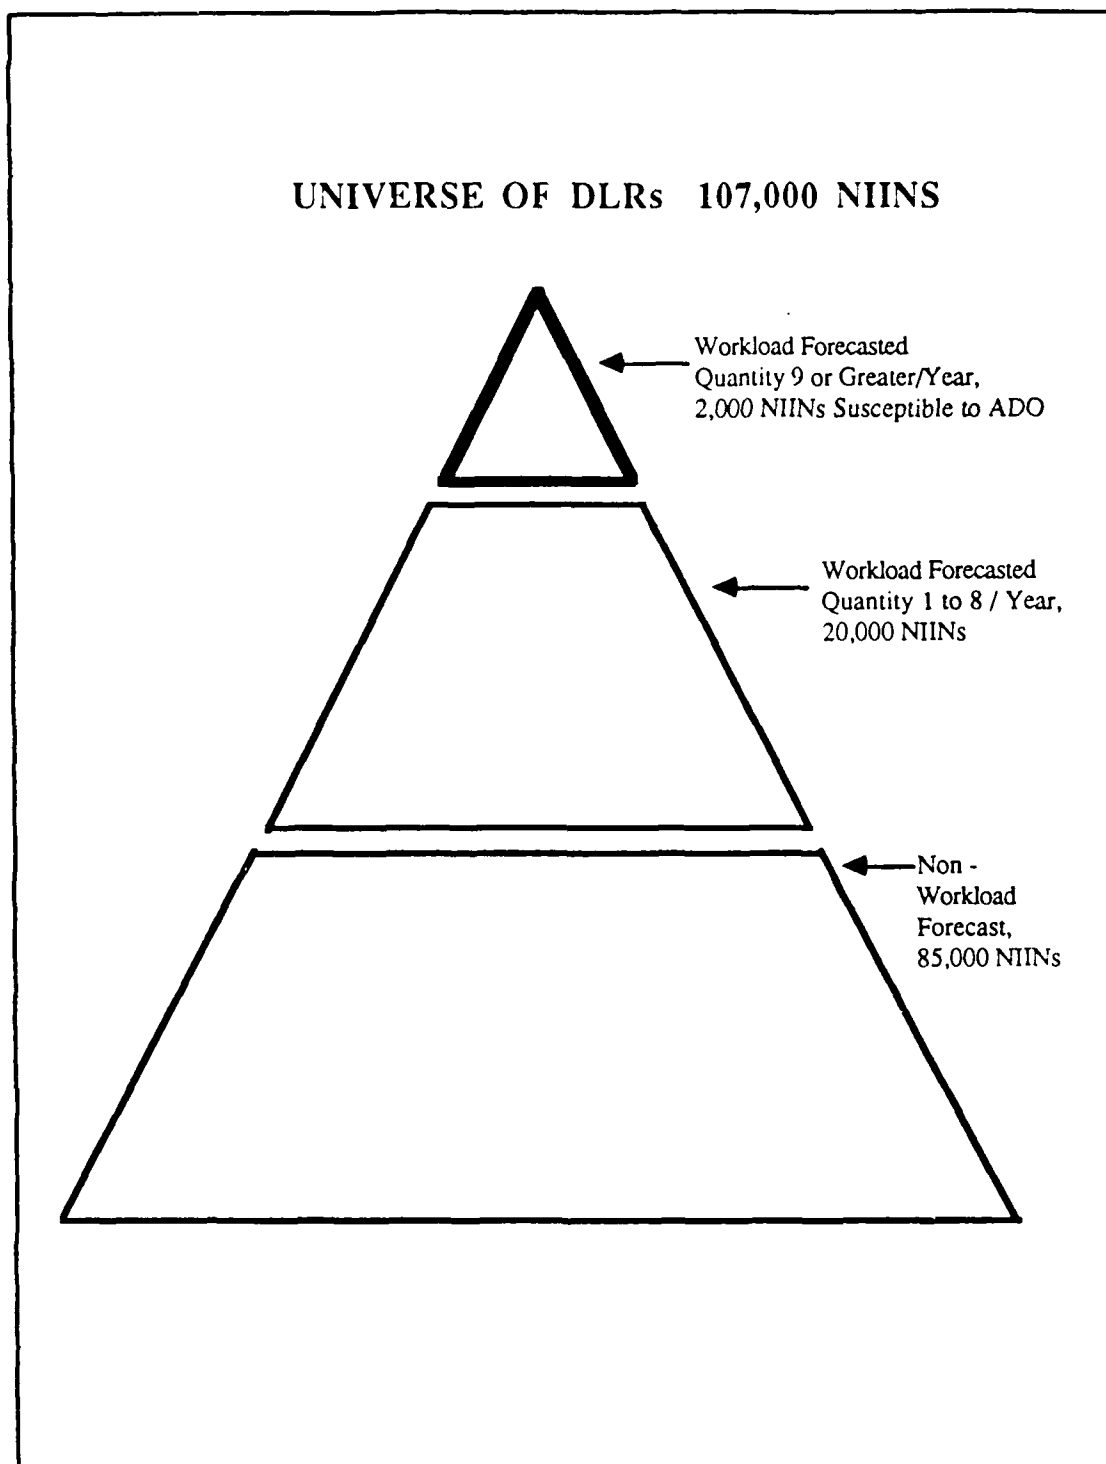 UNIVERSE OF DLRs 107,000 NIINS
Workload Forecasted
Quantity 9 or Greater/Year,
2,000 NIINs Susceptible to ADO
Workload Forecasted
Quantity 1 to 8 / Year,
20,000 NIINs
Non -
Workload
Forecast,
85,000 NIINs